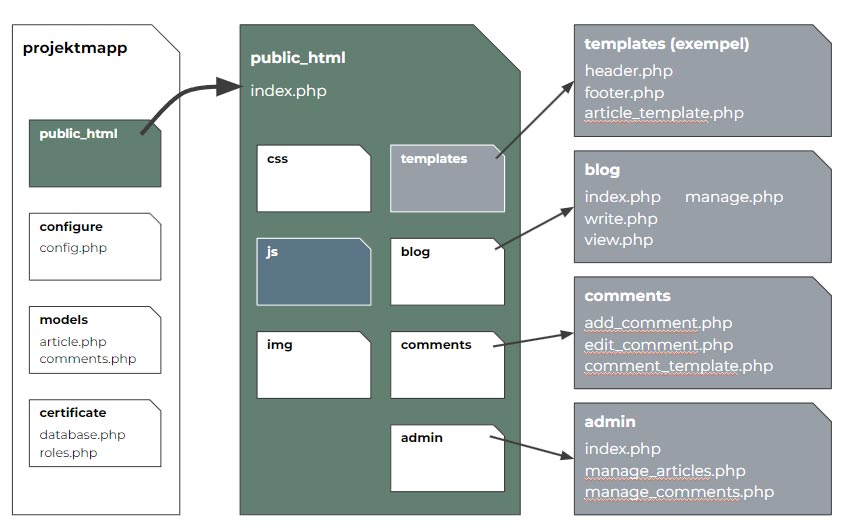 projektmapp
public_html
configure
config.php
models
article.php
comments.php
certificate
database.php
roles.php
public_html
index.php
css
templates
js
blog
img
comments
admin
templates (exempel)
header.php
footer.php
article_template.php
blog
index.php manage.php
write.php
view.php
comments
add_comment.php
edit_comment.php
comment_template.php
admin
index.php
manage_articles.php
manage_comments.php